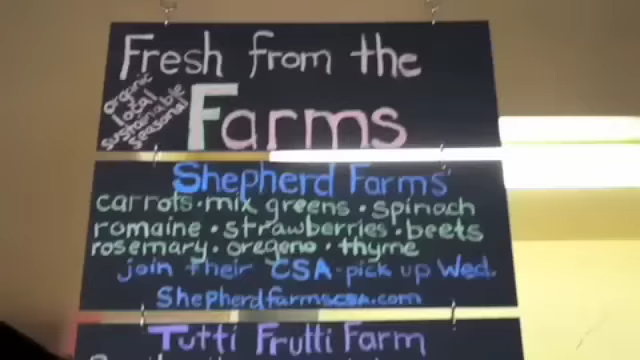 Fresh from the
Farms
organic
local
sustainable
seasonal
Shepherd Farms'
carrots · mix greens · spinach
romaine · strawberries · beets
rosemary · oregeno · thyme
join their CSA - pick up Wed.
Shepherdfarmscsa.com
Tutti Frutti Farm